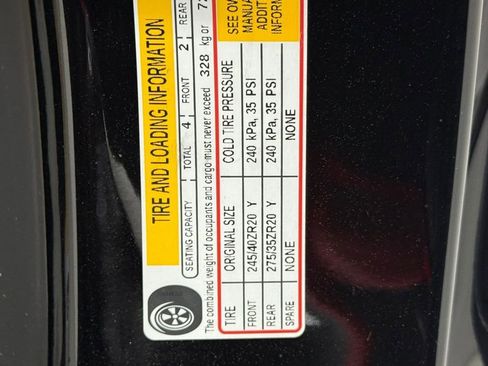 TIRE AND LOADING INFORMATION
SEATING CAPACITY TOTAL 4 FRONT 2 REAR
The combined weight of occupants and cargo must never exceed 328 kg or
TIRE ORIGINAL SIZE COLD TIRE PRESSURE
FRONT 245/40ZR20 Y 240 kPa, 35 PSI
REAR 275/35ZR20 Y 240 kPa, 35 PSI
SPARE NONE NONE
SEE
MANUA
ADDIT
INFORM